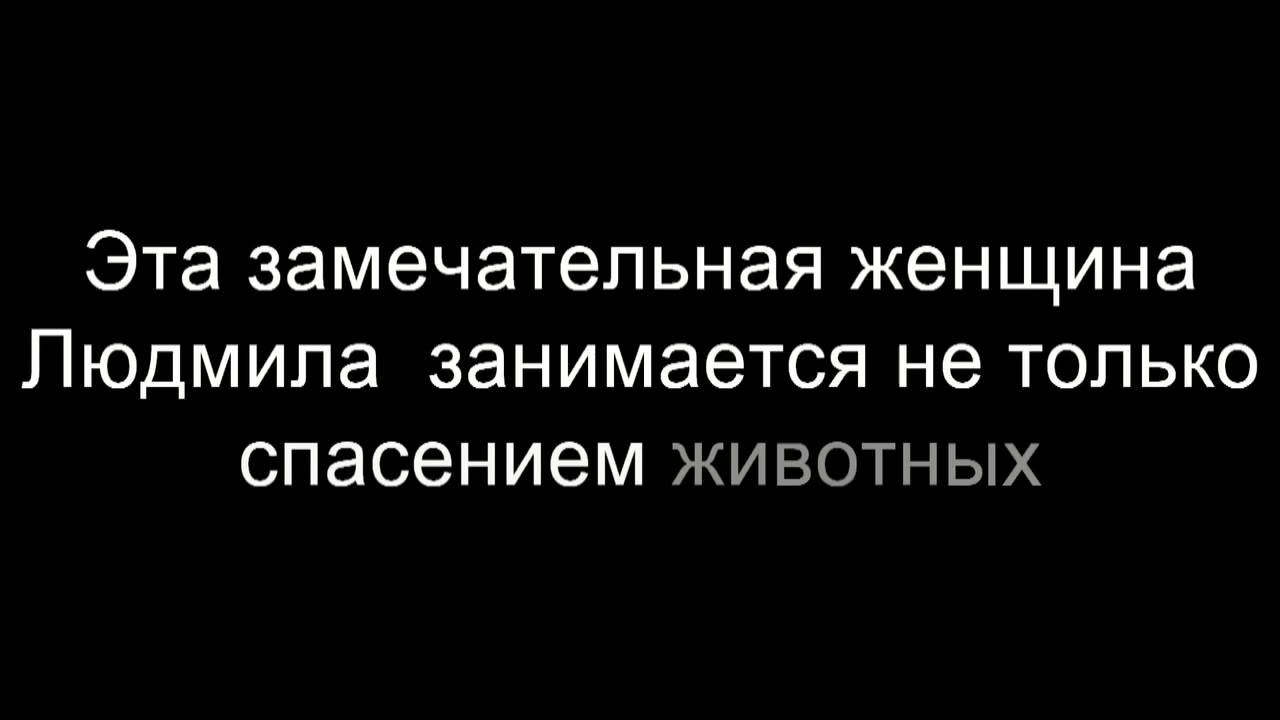 Эта замечательная женщина
Людмила  занимается не только
спасением животных